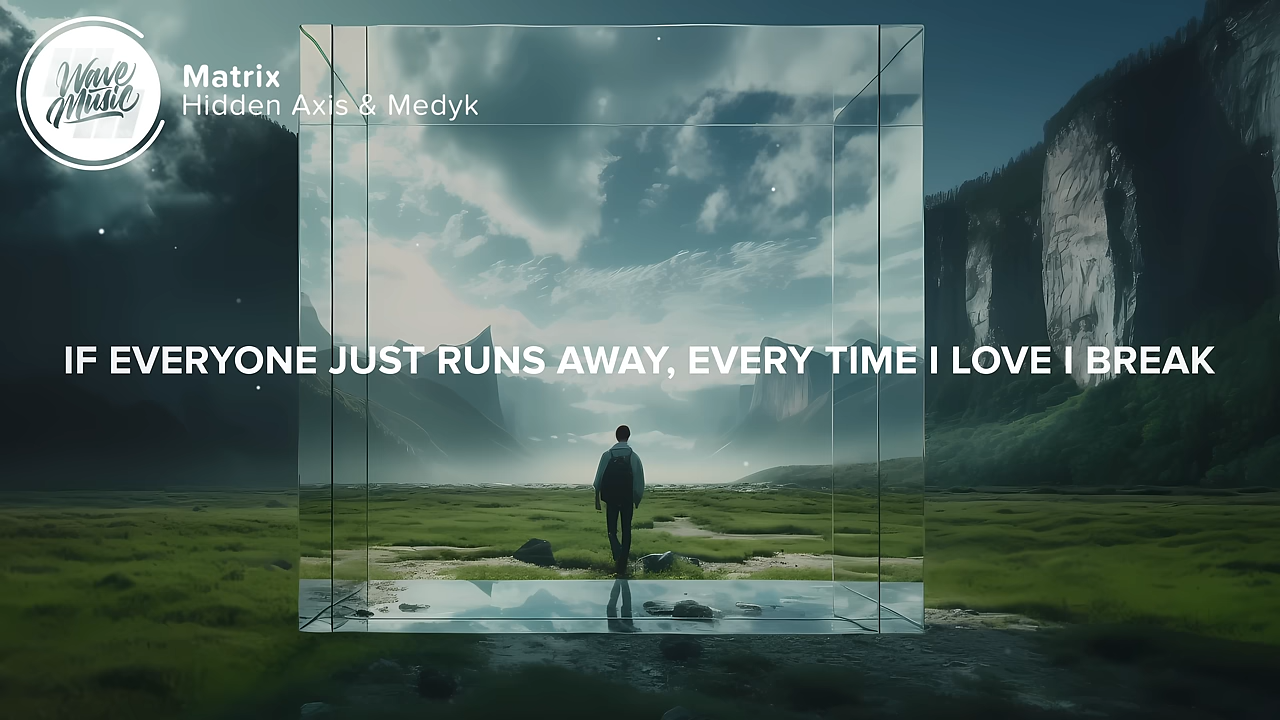 Wave
Music
Matrix
Hidden Axis & Medyk
IF EVERYONE JUST RUNS AWAY, EVERY TIME I LOVE I BREAK